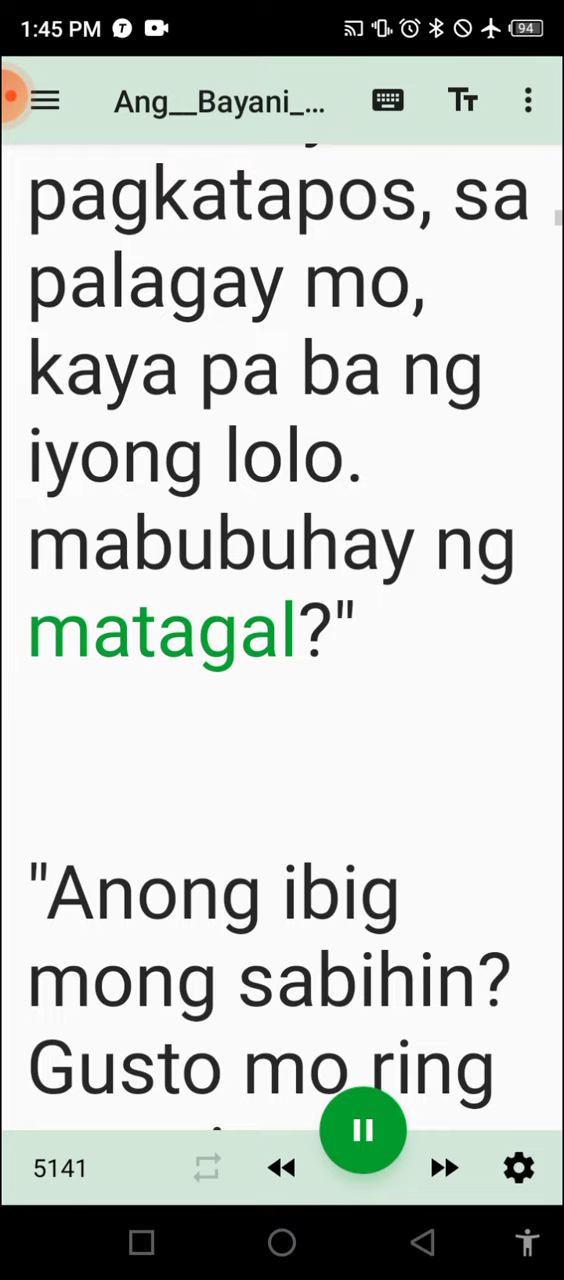 1:45 PM
94
Ang__Bayani_...
pagkatapos, sa
palagay mo,
kaya pa ba ng
iyong lolo.
mabubuhay ng
matagal?"
"Anong ibig
mong sabihin?
Gusto mo ring
5141